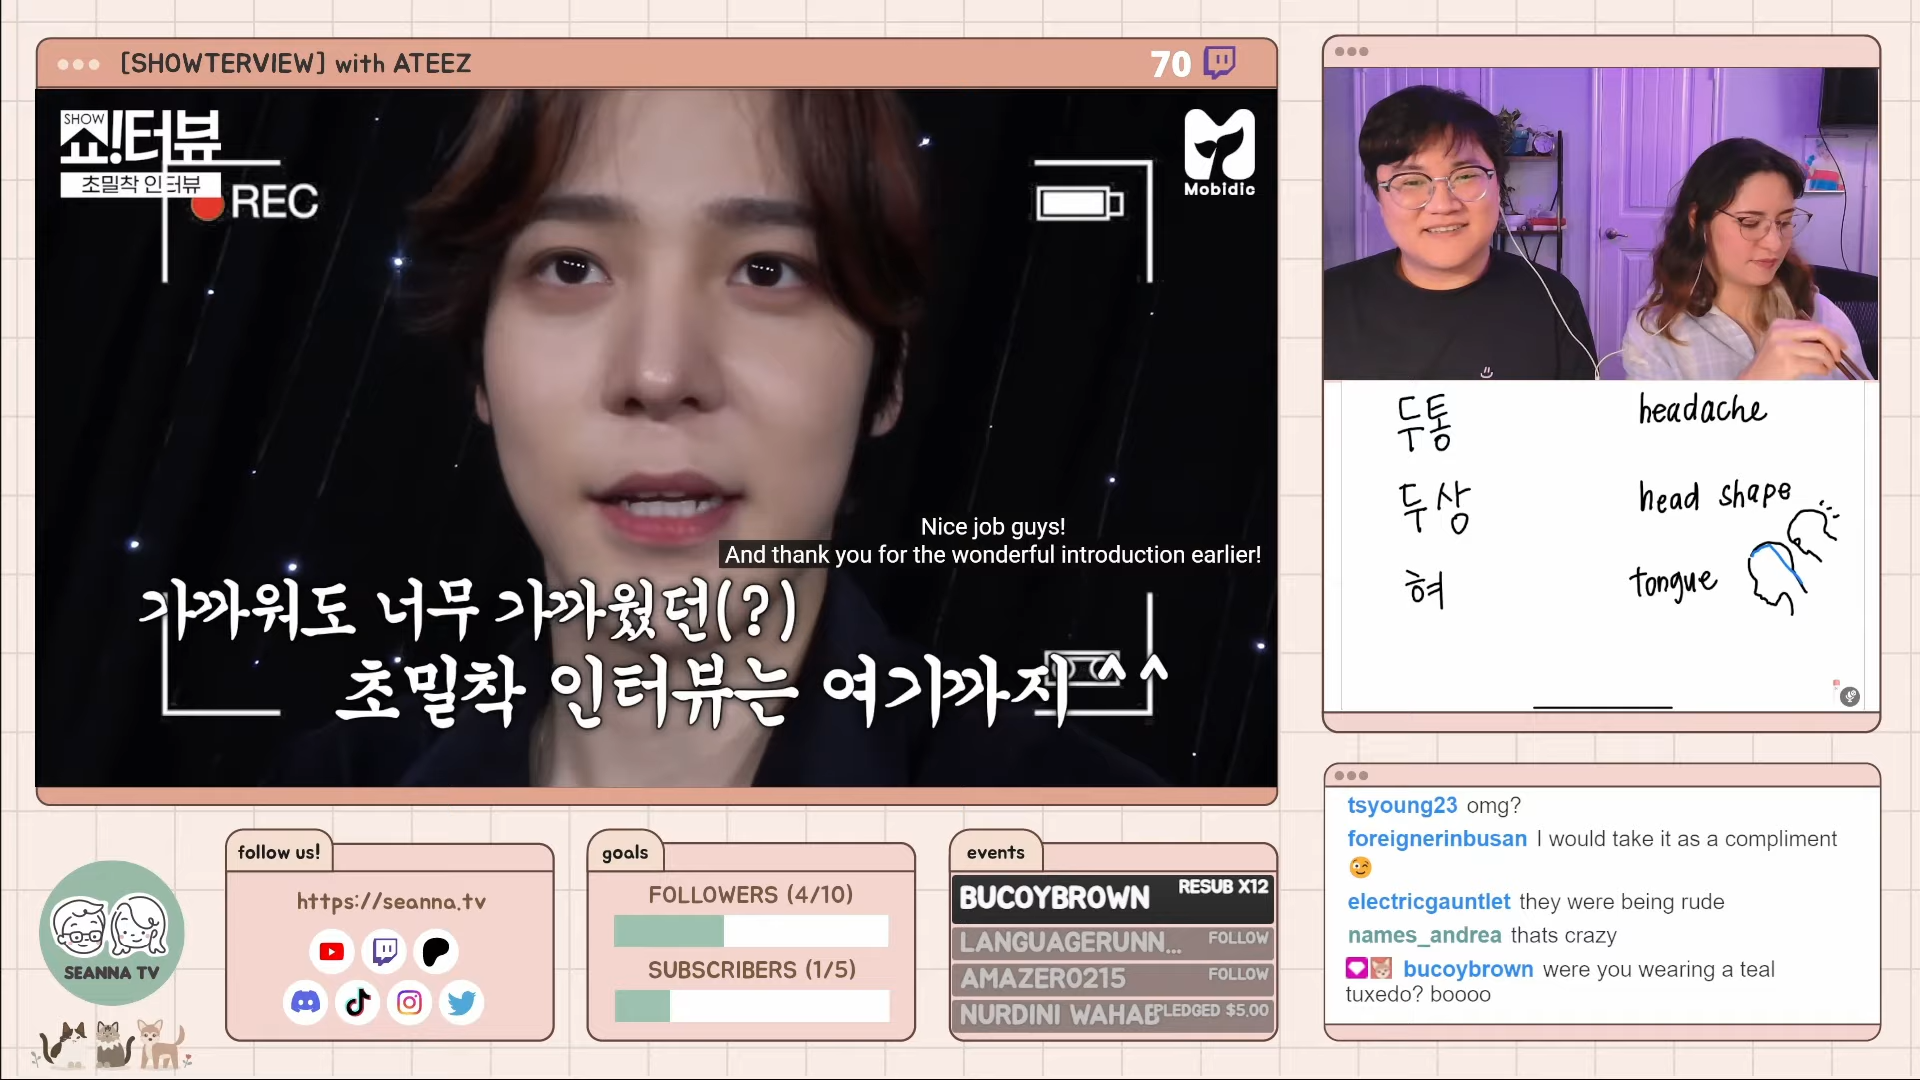 [SHOWTERVIEW] with ATEEZ
70
SHOW
쇼!터뷰
초밀착 인터뷰
REC
Mobidic
Nice job guys!
And thank you for the wonderful introduction earlier!
가까워도 너무 가까웠던(?)
초밀착 인터뷰는 여기까지^^
두통 headache
두상 head shape
혀 tongue
SEANNA TV
follow us!
https://seanna.tv
goals
FOLLOWERS (4/10)
SUBSCRIBERS (1/5)
events
BUCOYBROWN RESUB X12
LANGUAGERUNN... FOLLOW
AMAZER0215 FOLLOW
NURDINI WAHAB PLEDGED $5.00
tsyoung23 omg?
foreignerinbusan I would take it as a compliment
😉
electricgauntlet they were being rude
names_andrea thats crazy
bucoybrown were you wearing a teal
tuxedo? boooo